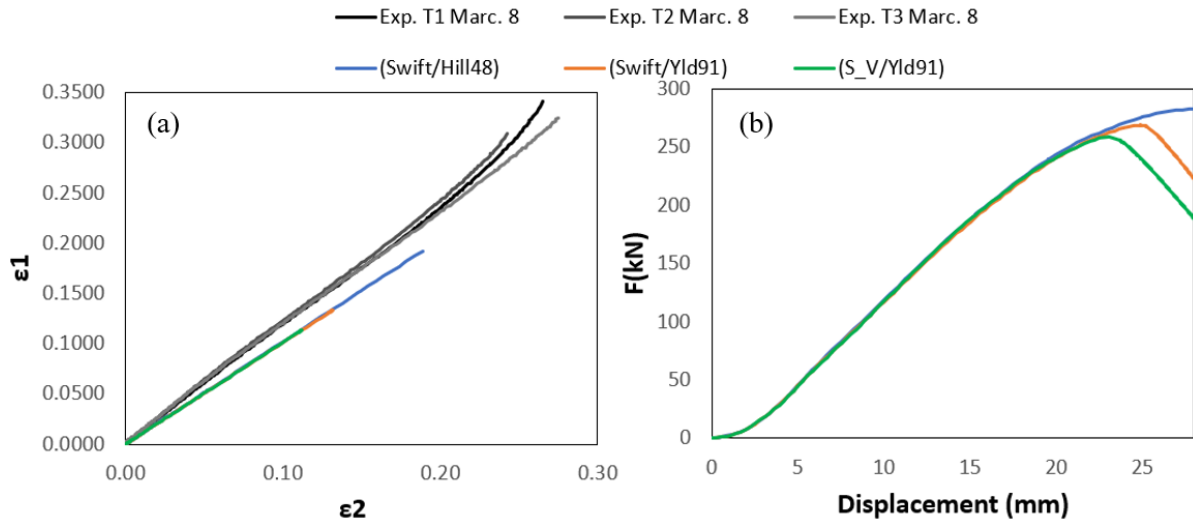 Exp. T1 Marc. 8 Exp. T2 Marc. 8 Exp. T3 Marc. 8
(Swift/Hill48) (Swift/Yld91) (S_V/Yld91)
(a)
ε1
0.3500
0.3000
0.2500
0.2000
0.1500
0.1000
0.0500
0.0000
0.00 0.10 0.20 0.30
ε2
(b)
F(kN)
300
250
200
150
100
50
0
0 5 10 15 20 25
Displacement (mm)